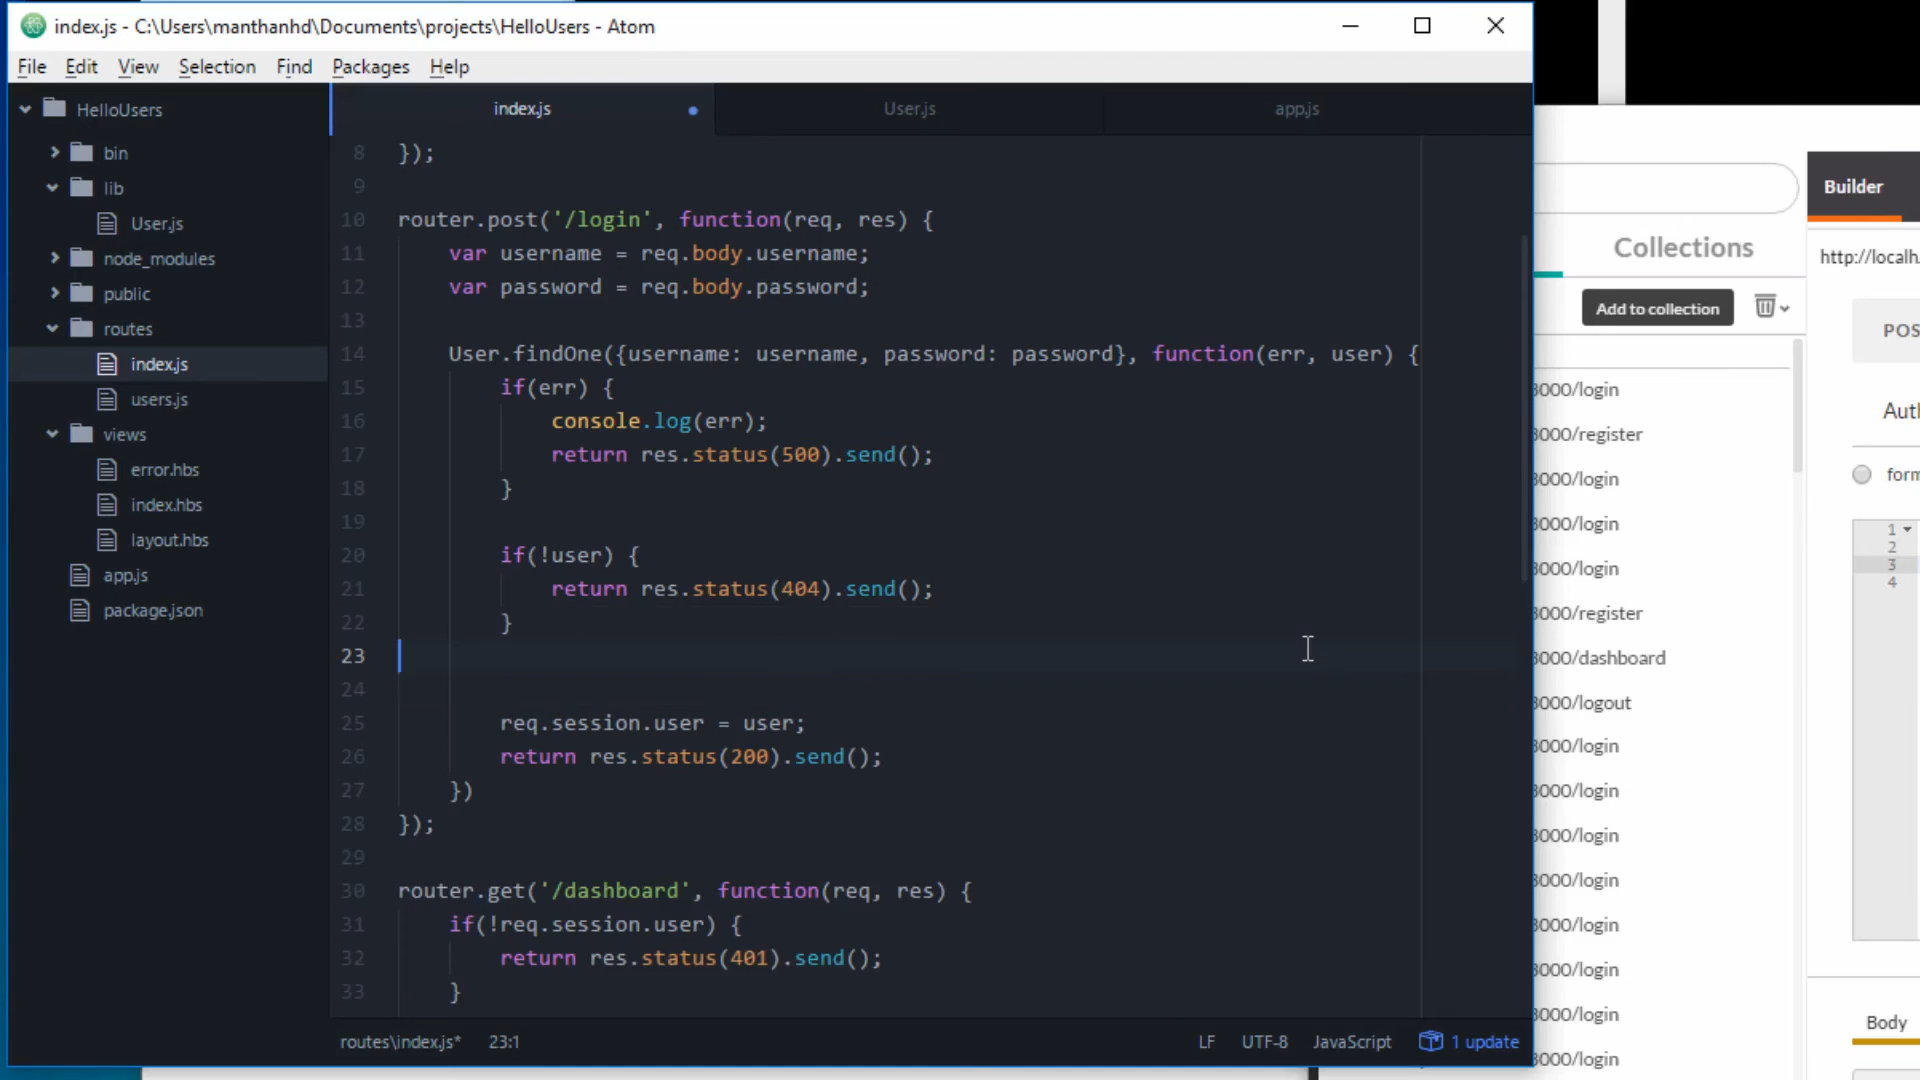 index.js - C:\Users\manthanhd\Documents\projects\HelloUsers - Atom
File Edit View Selection Find Packages Help
HelloUsers
bin
lib
User.js
node_modules
public
routes
index.js
users.js
views
error.hbs
index.hbs
layout.hbs
app.js
package.json
index.js User.js app.js
8 });
9
10 router.post('/login', function(req, res) {
11 var username = req.body.username;
12 var password = req.body.password;
13
14 User.findOne({username: username, password: password}, function(err, user) {
15 if(err) {
16 console.log(err);
17 return res.status(500).send();
18 }
19
20 if(!user) {
21 return res.status(404).send();
22 }
23
24
25 req.session.user = user;
26 return res.status(200).send();
27 })
28 });
29
30 router.get('/dashboard', function(req, res) {
31 if(!req.session.user) {
32 return res.status(401).send();
33 }
routes\index.js* 23:1 LF UTF-8 JavaScript 1 update
Collections
Add to collection
3000/login
3000/register
3000/login
3000/login
3000/login
3000/register
3000/dashboard
3000/logout
3000/login
3000/login
3000/login
3000/login
3000/login
3000/login
3000/login
3000/login
Builder
http://localh
POS
Auth
form
1
2
3
4
Body